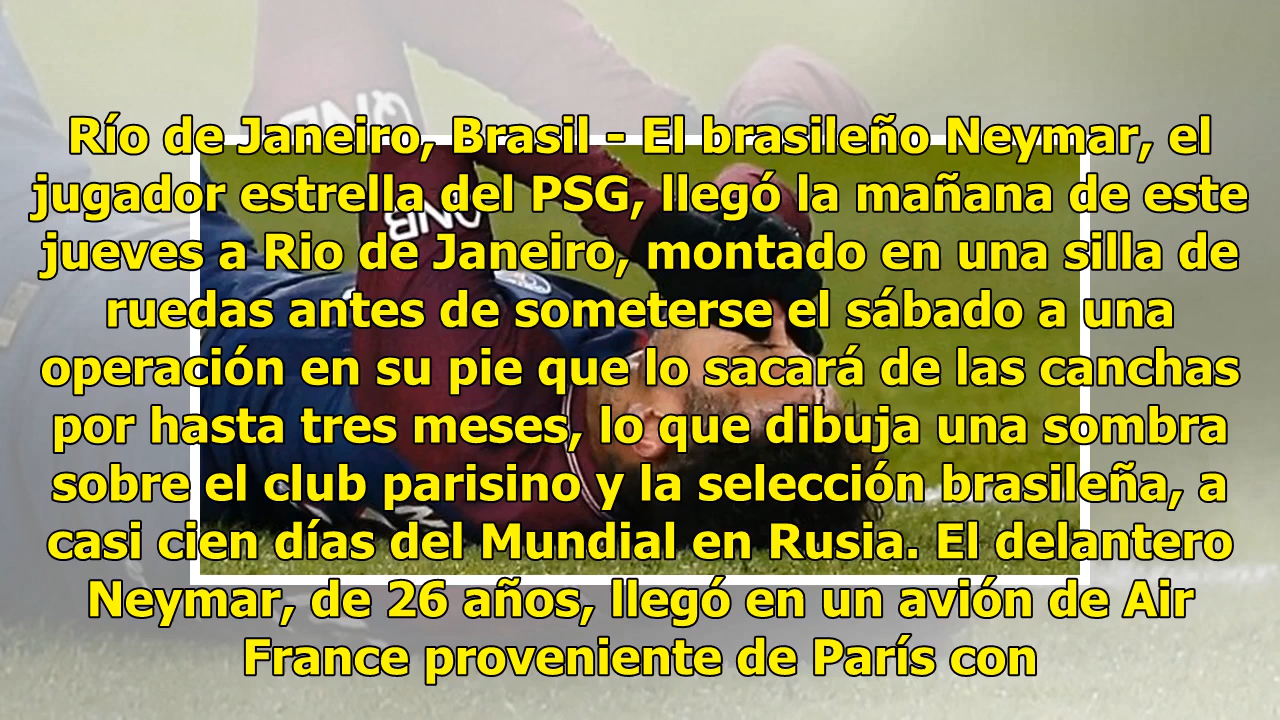 Río de Janeiro, Brasil - El brasileño Neymar, el
jugador estrella del PSG, llegó la mañana de este
jueves a Rio de Janeiro, montado en una silla de
ruedas antes de someterse el sábado a una
operación en su pie que lo sacará de las canchas
por hasta tres meses, lo que dibuja una sombra
sobre el club parisino y la selección brasileña, a
casi cien días del Mundial en Rusia. El delantero
Neymar, de 26 años, llegó en un avión de Air
France proveniente de París con